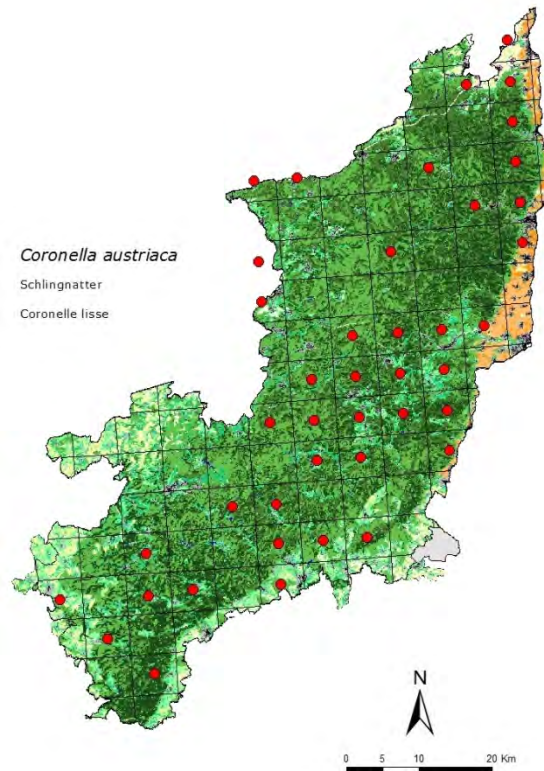 Coronella austriaca
Schlingnatter
Coronelle lisse
N
0 5 10 20 Km